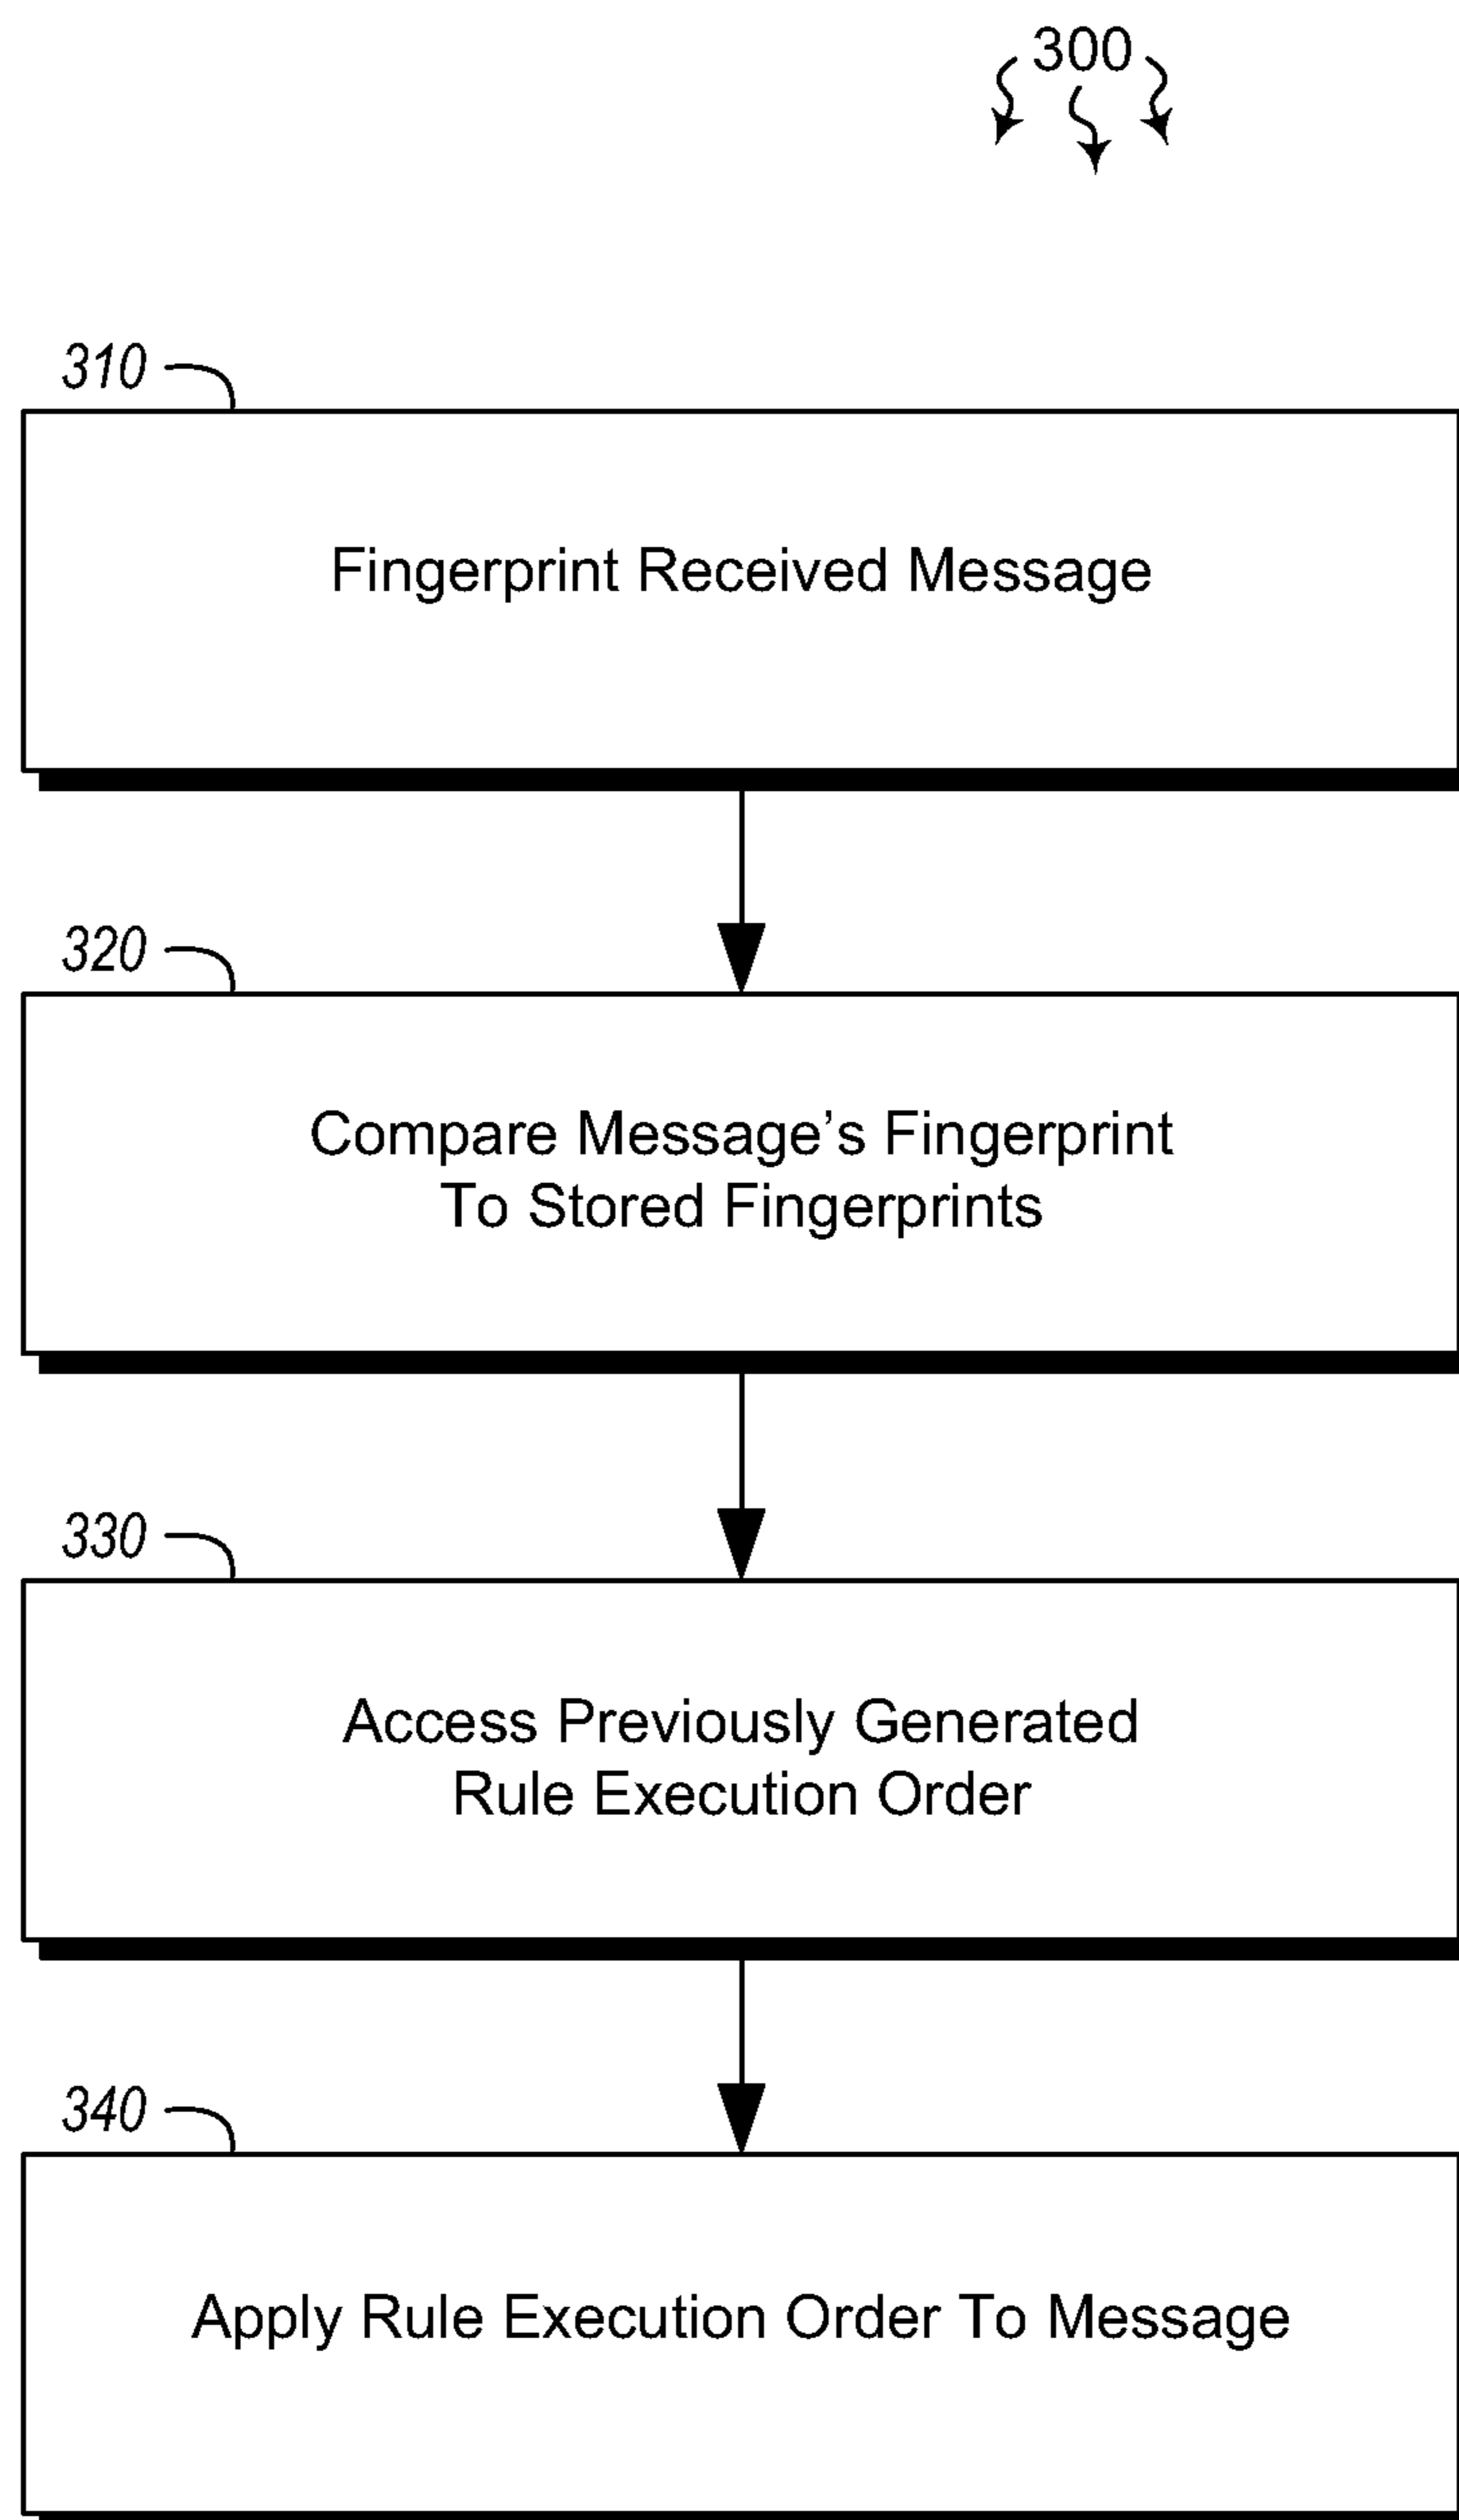 300
310
Fingerprint Received Message
320
Compare Message’s Fingerprint
To Stored Fingerprints
330
Access Previously Generated
Rule Execution Order
340
Apply Rule Execution Order To Message